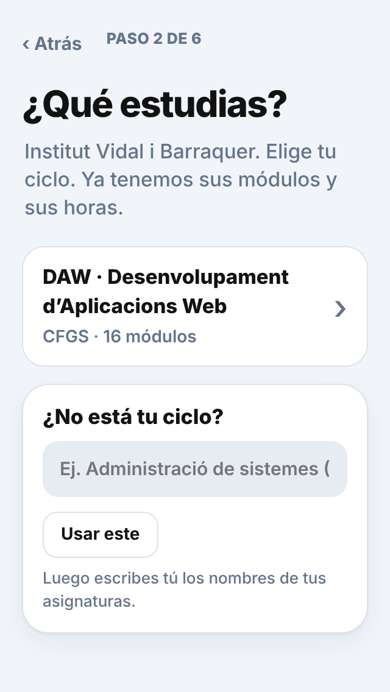 ‹ Atrás
PASO 2 DE 6
¿Qué estudias?
Institut Vidal i Barraquer. Elige tu
ciclo. Ya tenemos sus módulos y
sus horas.
DAW · Desenvolupament
d’Aplicacions Web
CFGS · 16 módulos
›
¿No está tu ciclo?
Ej. Administració de sistemes (
Usar este
Luego escribes tú los nombres de tus
asignaturas.